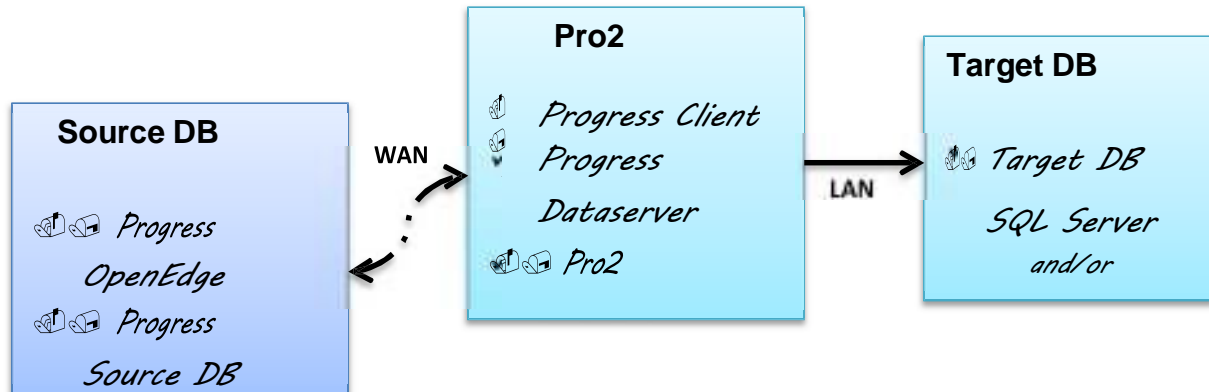 Source DB
Progress
OpenEdge
Progress
Source DB
WAN
Pro2
Progress Client
Progress
Dataserver
Pro2
LAN
Target DB
Target DB
SQL Server
and/or